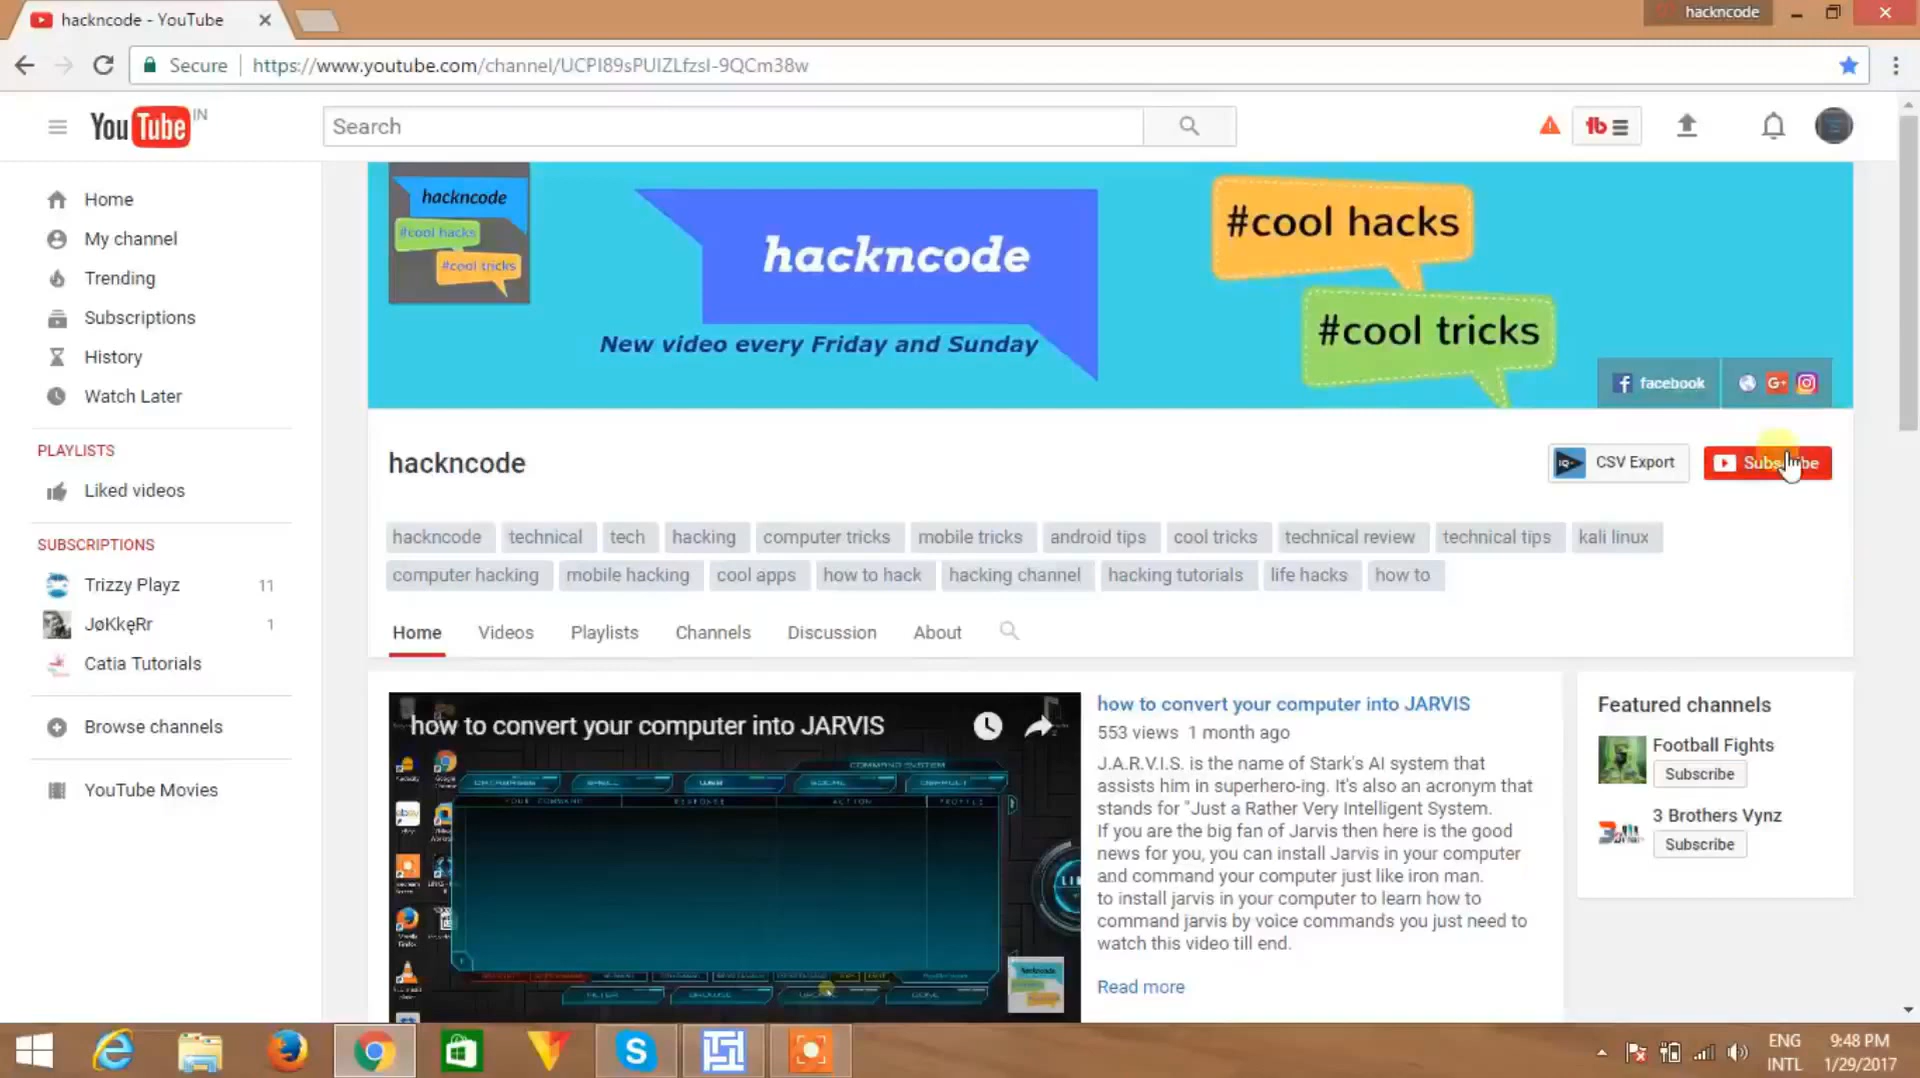 hackncode - YouTube
hackncode
Secure
https://www.youtube.com/channel/UCPI89sPUIZLfzsI-9QCm38w
YouTube IN
Search
Home
My channel
Trending
Subscriptions
History
Watch Later
PLAYLISTS
Liked videos
SUBSCRIPTIONS
Trizzy Playz 11
JøKkęRr 1
Catia Tutorials
Browse channels
YouTube Movies
hackncode
#cool hacks
#cool tricks
hackncode
New video every Friday and Sunday
#cool hacks
#cool tricks
facebook
hackncode
CSV Export
hackncode technical tech hacking computer tricks mobile tricks android tips cool tricks technical review technical tips kali linux
computer hacking mobile hacking cool apps how to hack hacking channel hacking tutorials life hacks how to
Home Videos Playlists Channels Discussion About
how to convert your computer into JARVIS
COMMAND SYSTEM
YOUR COMMAND RESPONSE ACTION PROFILE
how to convert your computer into JARVIS
553 views 1 month ago
J.A.R.V.I.S. is the name of Stark's AI system that
assists him in superhero-ing. It's also an acronym that
stands for "Just a Rather Very Intelligent System.
If you are the big fan of Jarvis then here is the good
news for you, you can install Jarvis in your computer
and command your computer just like iron man.
to install jarvis in your computer to learn how to
command jarvis by voice commands you just need to
watch this video till end.
Read more
Featured channels
Football Fights
Subscribe
3 Brothers Vynz
Subscribe
ENG
INTL
9:48 PM
1/29/2017